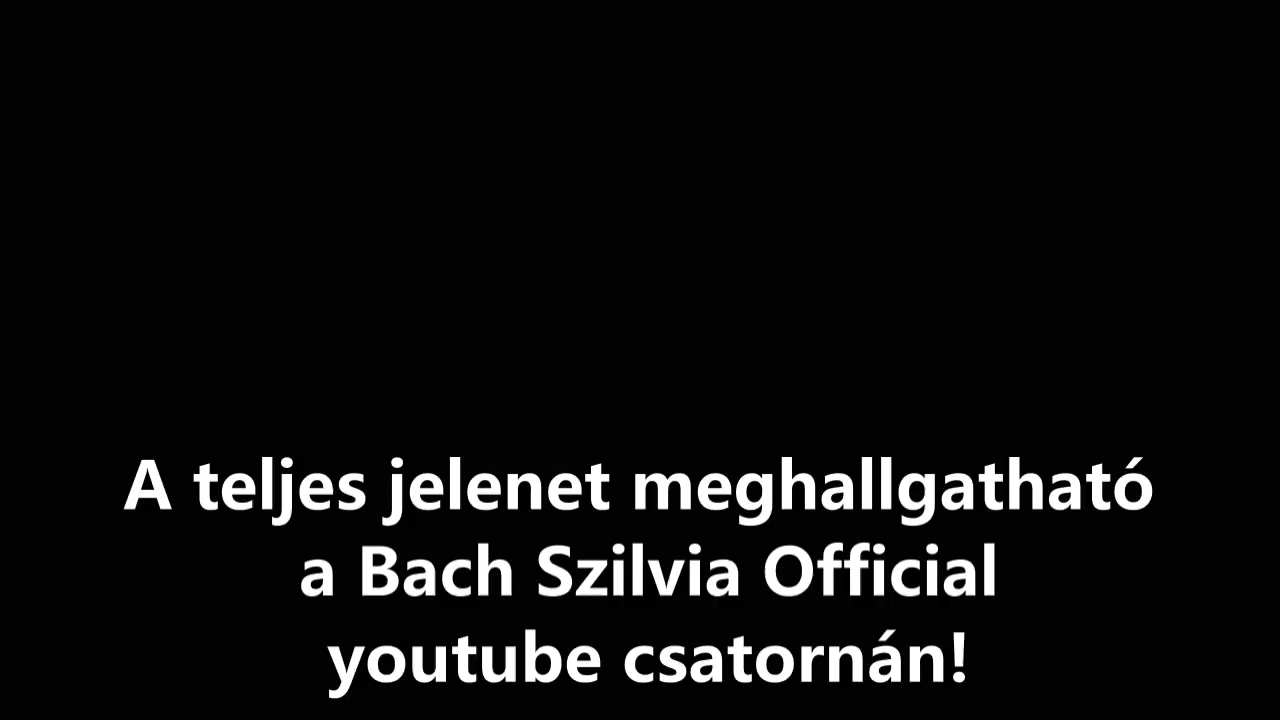 A teljes jelenet meghallgatható
a Bach Szilvia Official
youtube csatornán!